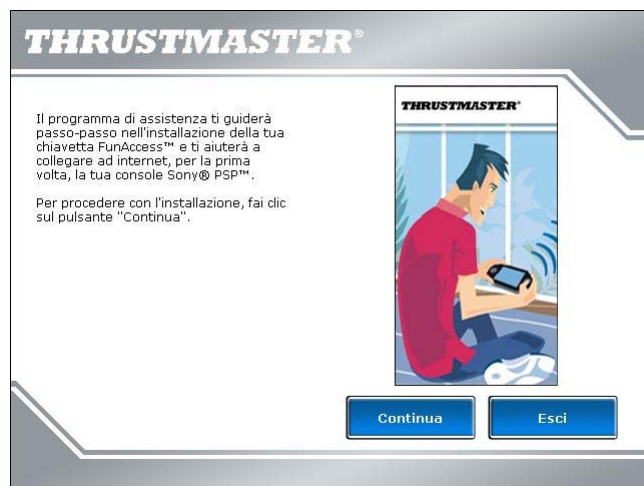 THRUSTMASTER®
Il programma di assistenza ti guiderà
passo-passo nell'installazione della tua
chiavetta FunAccess™ e ti aiuterà a
collegare ad internet, per la prima
volta, la tua console Sony® PSP™.
Per procedere con l'installazione, fai clic
sul pulsante "Continua".
THRUSTMASTER®
Continua
Esci